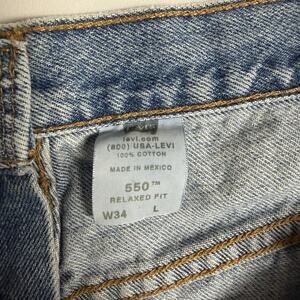 levi.com
(800) USA-LEVI
100% COTTON
MADE IN MEXICO
550™
RELAXED FIT
W34 L